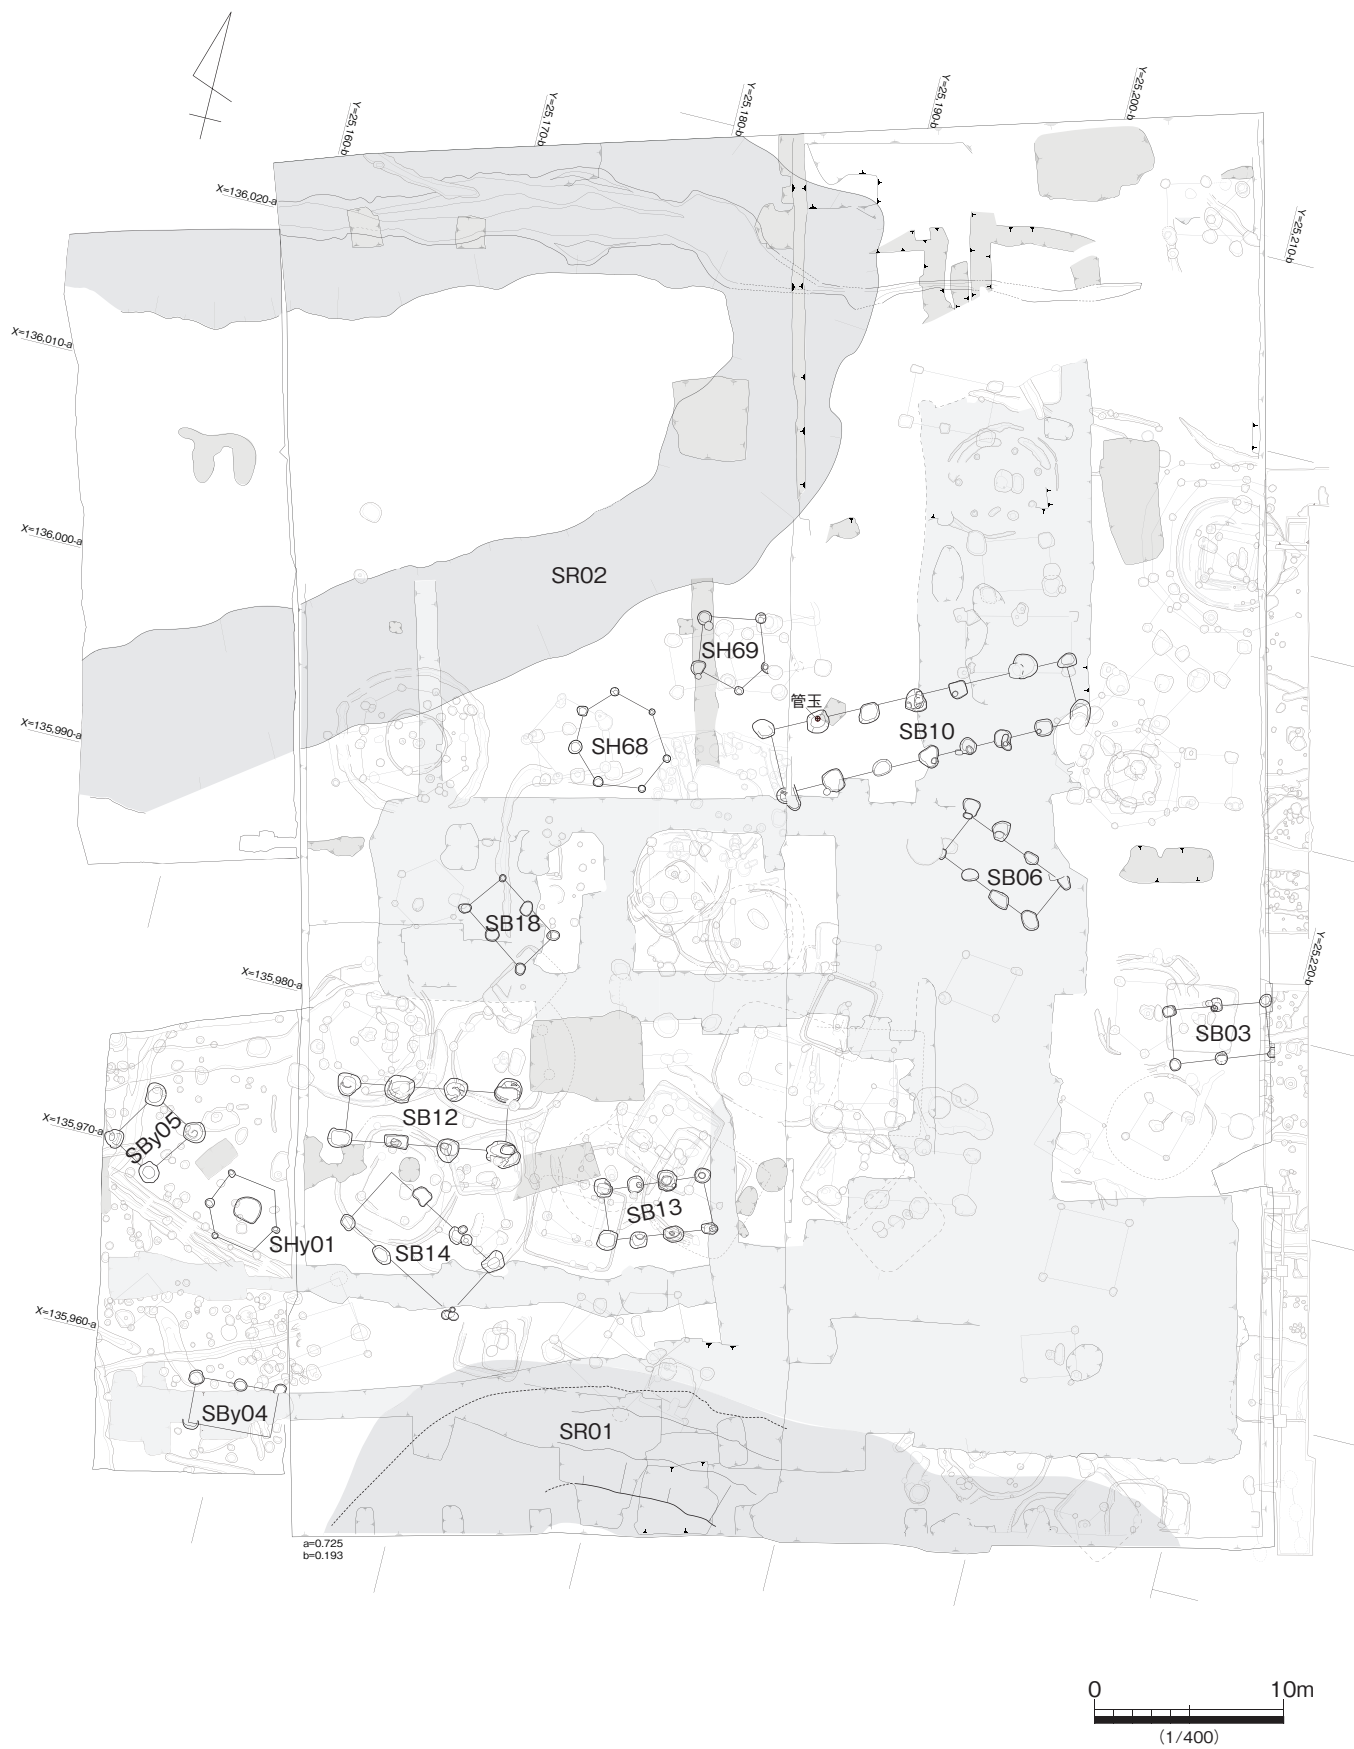 Y=25,160-b
Y=25,170-b
Y=25,180-b
Y=25,190-b
Y=25,200-b
X=136,020-a
Y=25,210-b
X=136,010-a
X=136,000-a
SR02
SH69
管玉
X=135,990-a
SB10
SH68
SB06
SB18
Y=25,220-b
X=135,980-a
SB03
SB12
X=135,970-a
SBy05
SB13
SHy01
SB14
X=135,960-a
SBy04
SR01
a=0.725
b=0.193
0 10m
(1/400)